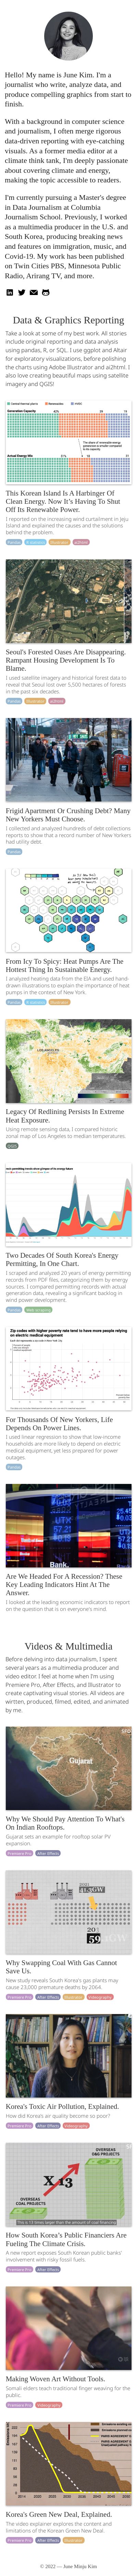 Hello! My name is June Kim. I'm a
journalist who write, analyze data, and
produce compelling graphics from start to
finish.
With a background in computer science
and journalism, I often merge rigorous
data-driven reporting with eye-catching
visuals. As a former media editor at
climate think tank, I'm deeply passionate
about covering climate and energy,
making the topic accessible to readers.
I'm currently pursuing a Master's degree
in Data Journalism at Columbia
Journalism School. Previously, I worked
as a multimedia producer in the U.S. and
South Korea, producing breaking news
and features on immigration, music, and
Covid-19. My work has been published
on Twin Cities PBS, Minnesota Public
Radio, Arirang TV, and more.
Data & Graphics Reporting
Take a look at some of my best work. All stories
feature original reporting and data analysis
using pandas, R, or SQL. I use ggplot2 for
exploratory visualization, before customizing
the charts using Adobe Illustrator and ai2html. I
also love creating beautiful maps using satellite
imagery and QGIS!
This Korean Island Is A Harbinger Of
Clean Energy. Now It's Having To Shut
Off Its Renewable Power.
I reported on the rising curtailment crisis in Jeju
Island and explained the causes and the solutions
behind the problem.
Seoul's Forested Oases Are Disappearing.
Rampant Housing Development Is To
Blame.
I used satellite imagery and historical forest data to
reveal that Seoul lost over 5,500 hectares of forest
in the past six decades.
Frigid Apartment Or Crushing Debt? Many
New Yorkers Must Choose.
I collected and analyzed hundreds of debt collection
reports to show that a record number of New Yorkers
had utility debt.
From Icy To Spicy: Heat Pumps Are The
Hottest Thing In Sustainable Energy.
I analyzed the latest data from the EIA and paired hand-
drawn illustrations to explain the importance of heat
pumps in the context of New York.
Legacy Of Redlining Persists In Extreme
Heat Exposure.
Using remote sensing data, I compared historic
redlining map of Los Angeles to median temperatures.
Two Decades Of South Korea's Energy
Permitting, In One Chart.
I collected and analyzed 20 years of energy permitting
records from PDF files, categorizing them by energy
sources. I compared permitting records with actual
generation data, revealing a significant backlog in
wind power development.
For Thousands Of New Yorkers, Life
Depends On Power Lines.
I used linear regression to show that low-income
households are more likely to depend on electric
medical equipment, yet less prepared for power
outages.
Are We Headed For A Recession? These
Key Leading Indicators Hint At The
Answer.
I looked at the leading economic indicators to report
on the question that is on everyone's mind.
Videos & Multimedia
Before delving into data journalism, I spent
several years as a multimedia producer and
video editor. I feel at home when I'm using
Premiere Pro, After Effects, and Illustrator to
create captivating visual stories. All videos are
written, produced, filmed, edited, and animated
by me.
Gujarat
Why We Should Pay Attention To What's
On Indian Rooftops.
Gujarat sets an example for rooftop solar PV
expansion.
Why Swapping Coal With Gas Cannot
Save Us.
New study reveals South Korea's gas plants may
cause 23,000 premature deaths by 2064.
Korea's Toxic Air Pollution, Explained.
How did Korea's air quality become so poor?
OVERSEAS
COAL PROJECTS
X 13
OVERSEAS
O&G PROJECTS
How South Korea's Public Financiers Are
Fueling The Climate Crisis.
A new report exposes South Korean public banks'
involvement with risky fossil fuels.
Making Woven Art Without Tools.
Somali elders teach traditional finger weaving for the
public.
Korea's Green New Deal, Explained.
The video explainer explores the content and
limitations of the Korean Green New Deal.
© 2022 — June Minju Kim